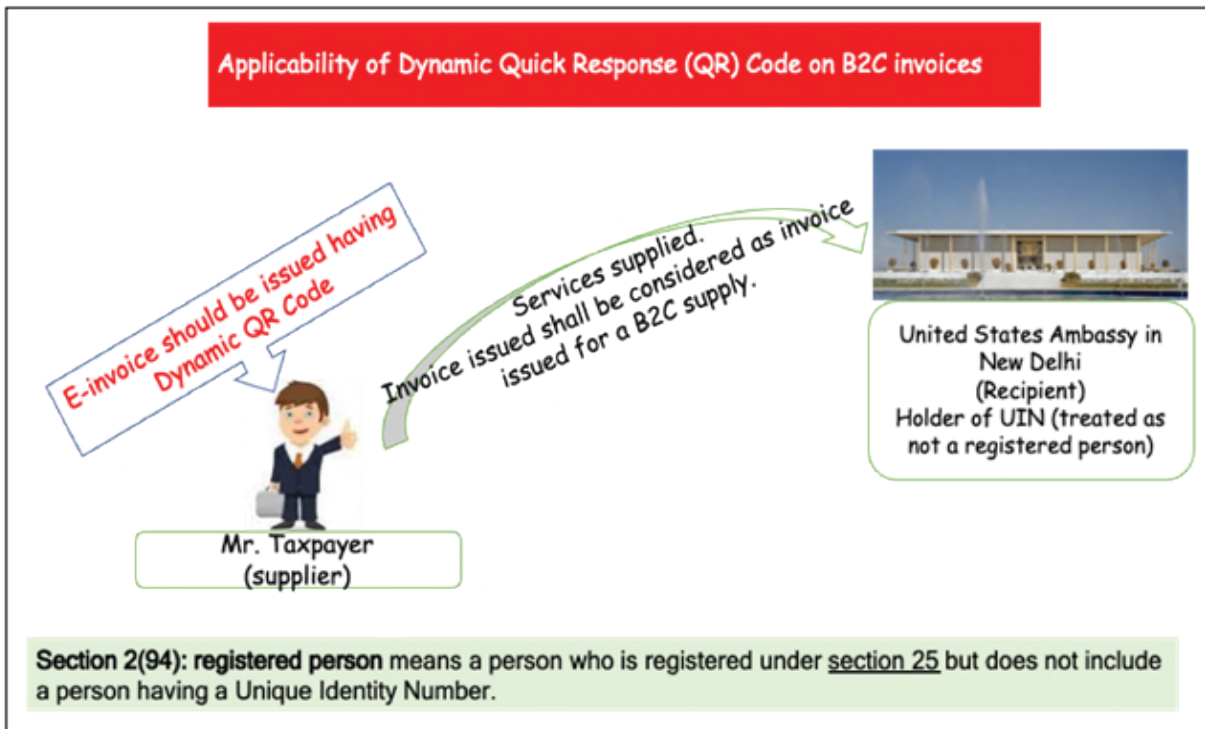 Applicability of Dynamic Quick Response (QR) Code on B2C invoices
E-invoice should be issued having
Dynamic QR Code
Services supplied.
Invoice issued shall be considered as invoice
issued for a B2C supply.
United States Ambassy in
New Delhi
(Recipient)
Holder of UIN (treated as
not a registered person)
Mr. Taxpayer
(supplier)
Section 2(94): registered person means a person who is registered under section 25 but does not include
a person having a Unique Identity Number.